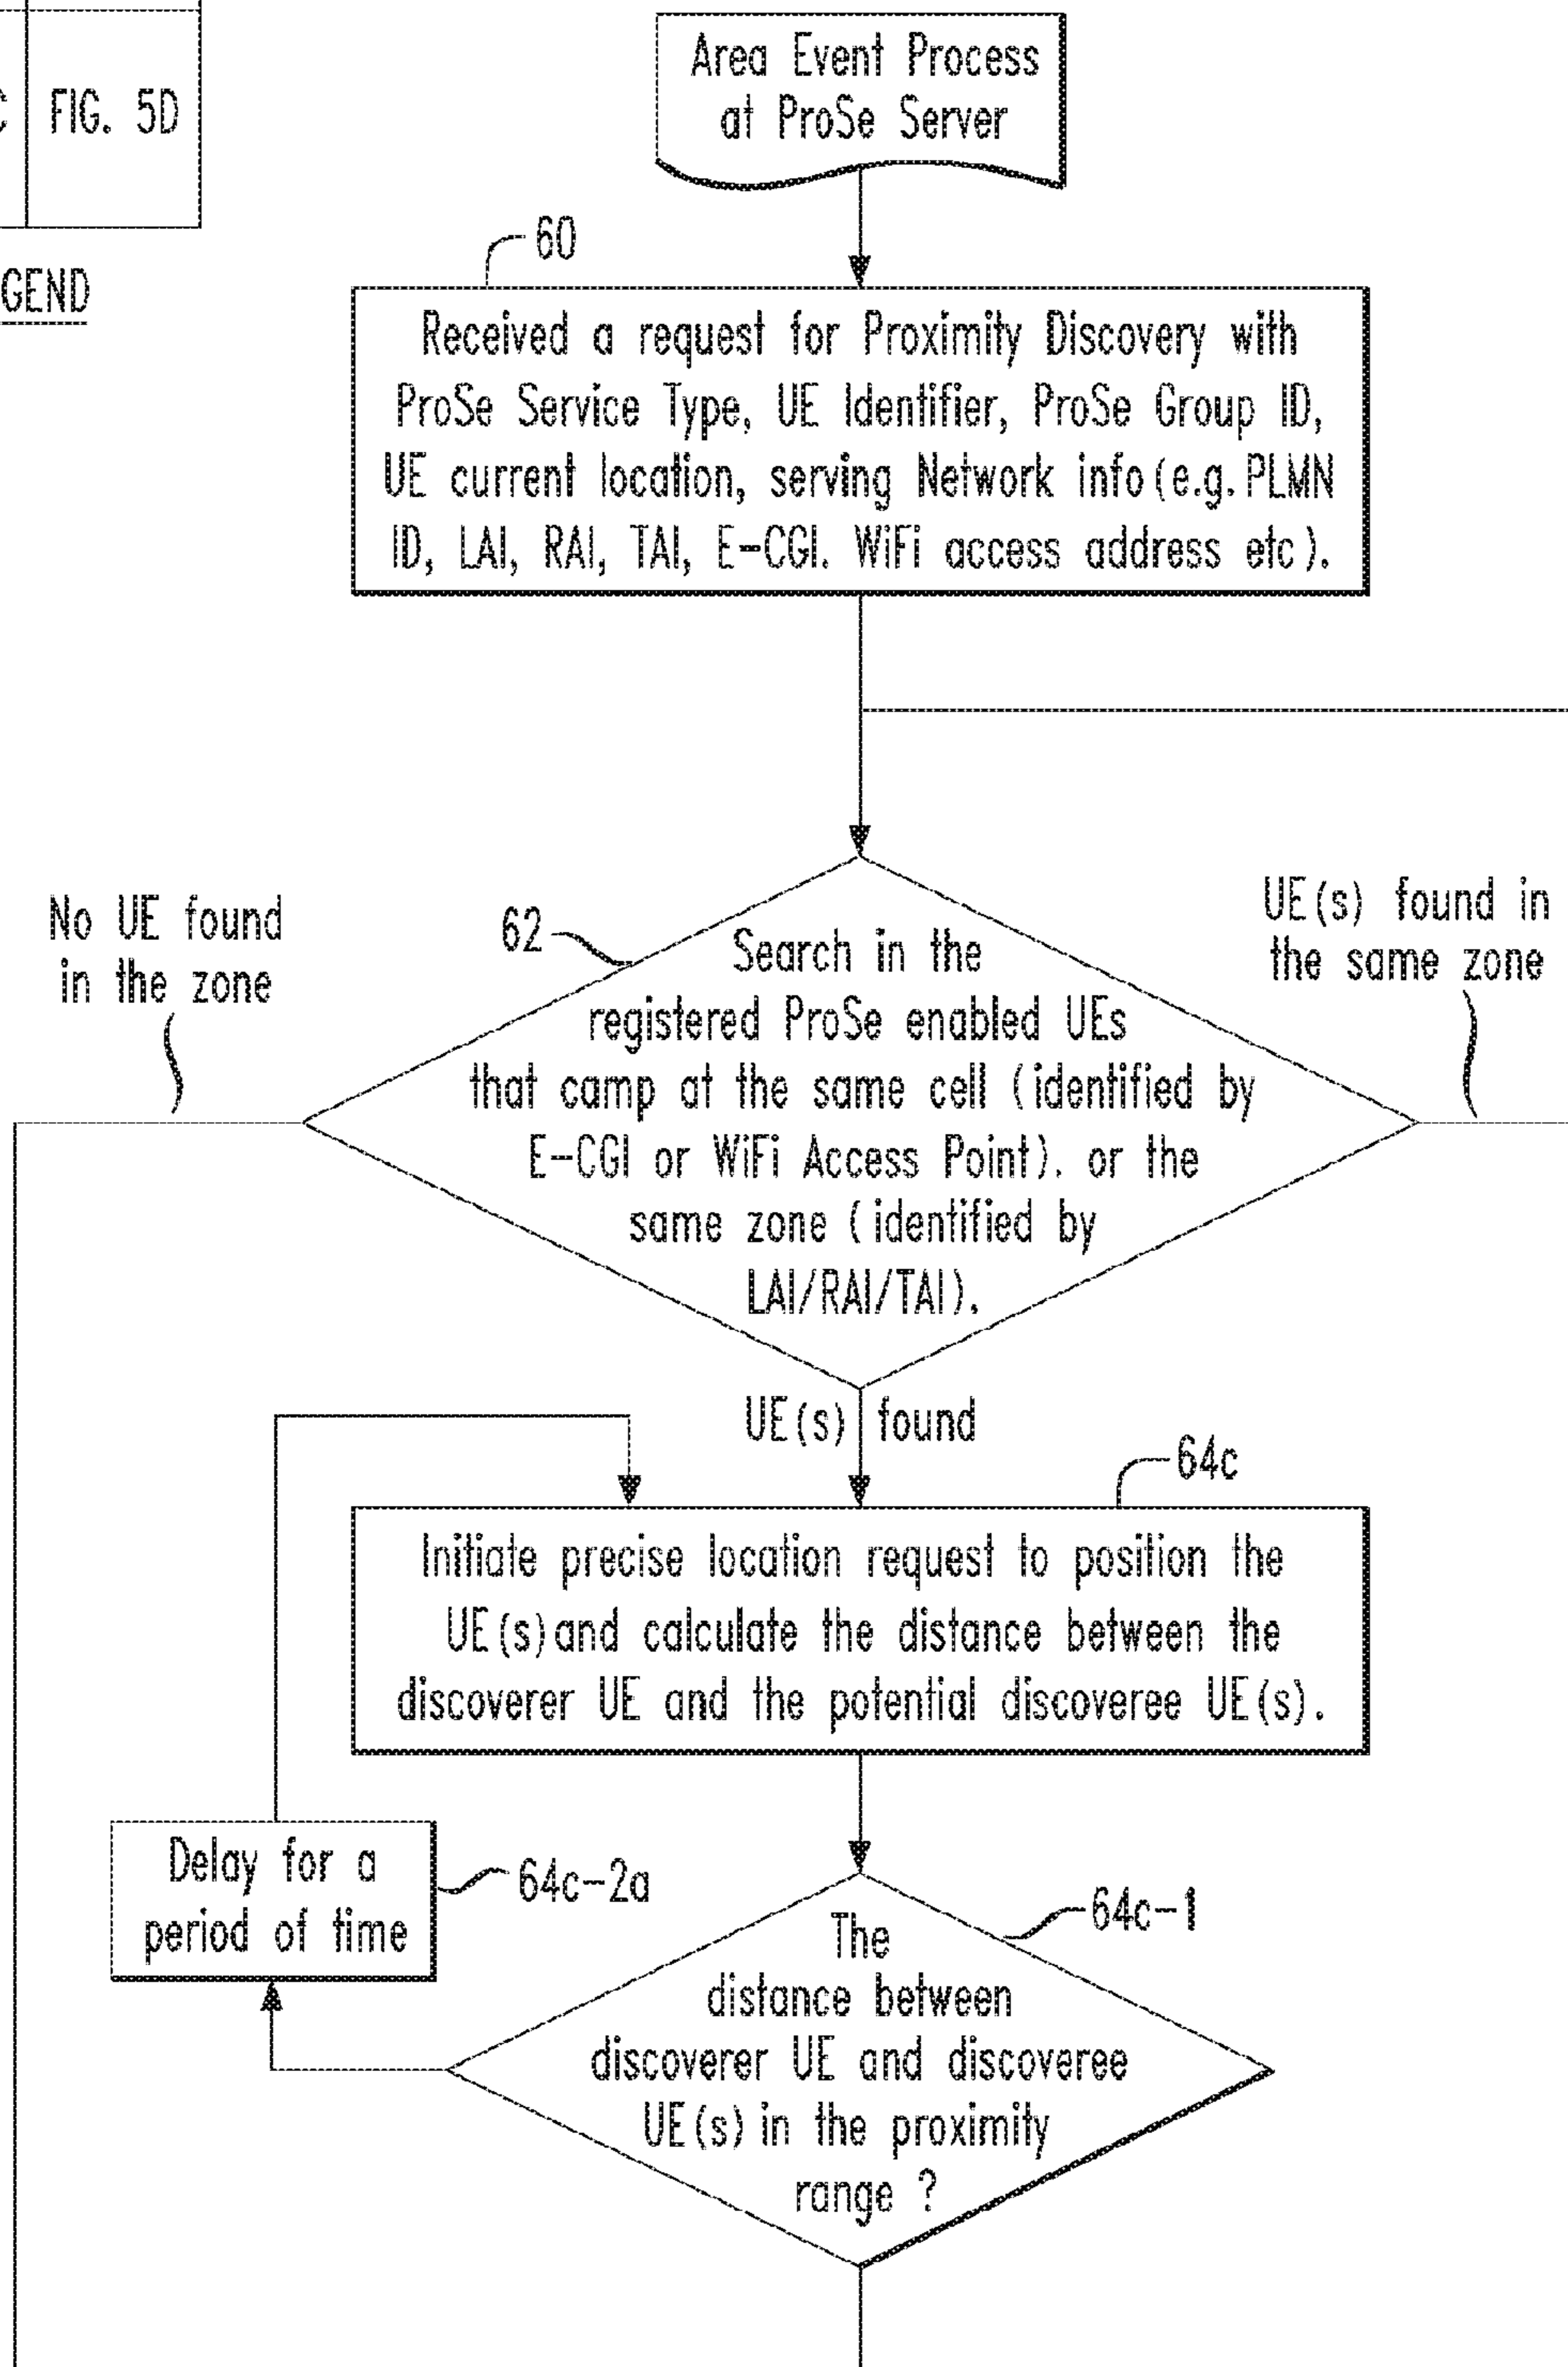 Area Event Process
at ProSe Server
C
FIG. 5D
GEND
60
Received a request for Proximity Discovery with
ProSe Service Type, UE Identifier, ProSe Group ID,
UE current location, serving Network info (e.g. PLMN
ID, LAI, RAI, TAI, E-CGI. WiFi access address etc).
No UE found
in the zone
62
Search in the
registered ProSe enabled UEs
that camp at the same cell (identified by
E-CGI or WiFi Access Point). or the
same zone (identified by
LAI/RAI/TAI).
UE(s) found in
the same zone
UE(s) found
64c
Initiate precise location request to position the
UE(s) and calculate the distance between the
discoverer UE and the potential discoveree UE(s).
Delay for a
period of time
64c-2a
64c-1
The
distance between
discoverer UE and discoveree
UE(s) in the proximity
range ?